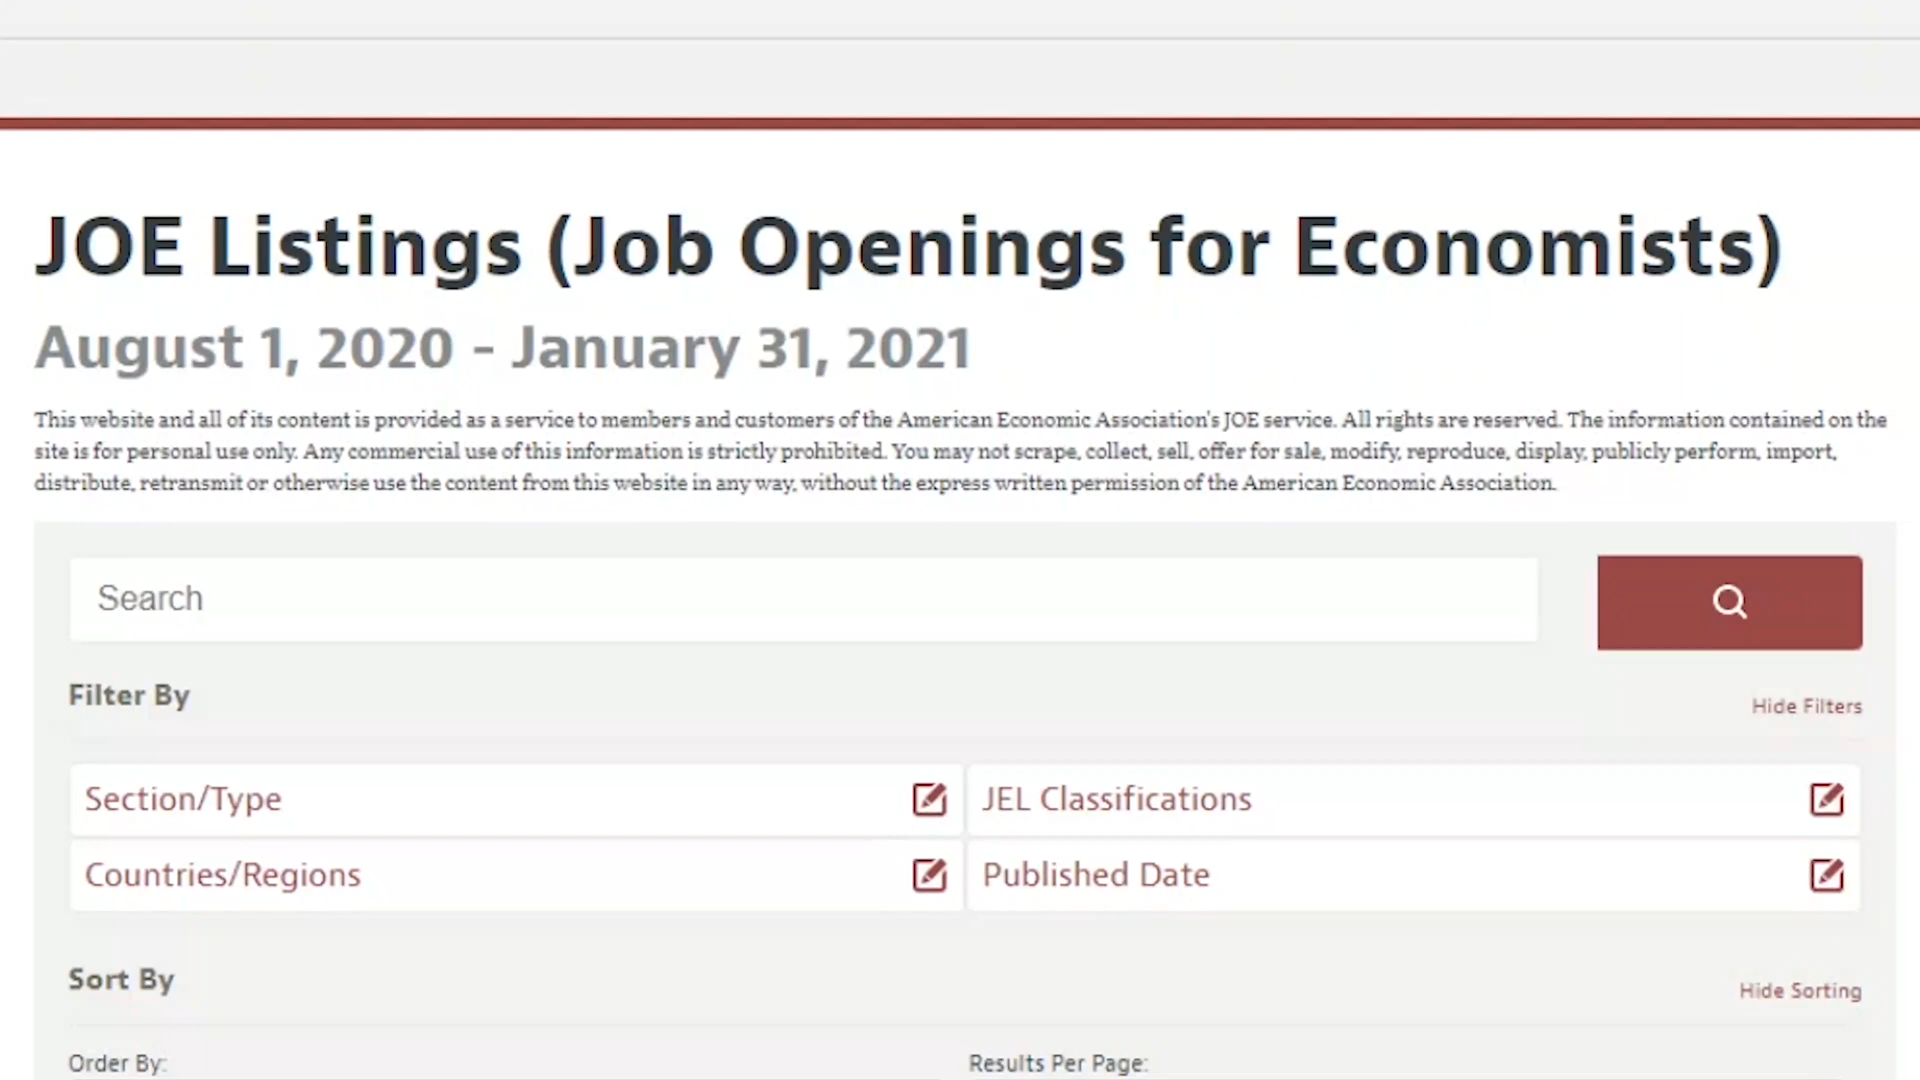 JOE Listings (Job Openings for Economists)
August 1, 2020 - January 31, 2021
This website and all of its content is provided as a service to members and customers of the American Economic Association's JOE service. All rights are reserved. The information contained on the
site is for personal use only. Any commercial use of this information is strictly prohibited. You may not scrape, collect, sell, offer for sale, modify, reproduce, display, publicly perform, import,
distribute, retransmit or otherwise use the content from this website in any way, without the express written permission of the American Economic Association.
Search
Filter By
Hide Filters
Section/Type
JEL Classifications
Countries/Regions
Published Date
Sort By
Hide Sorting
Order By:
Results Per Page: